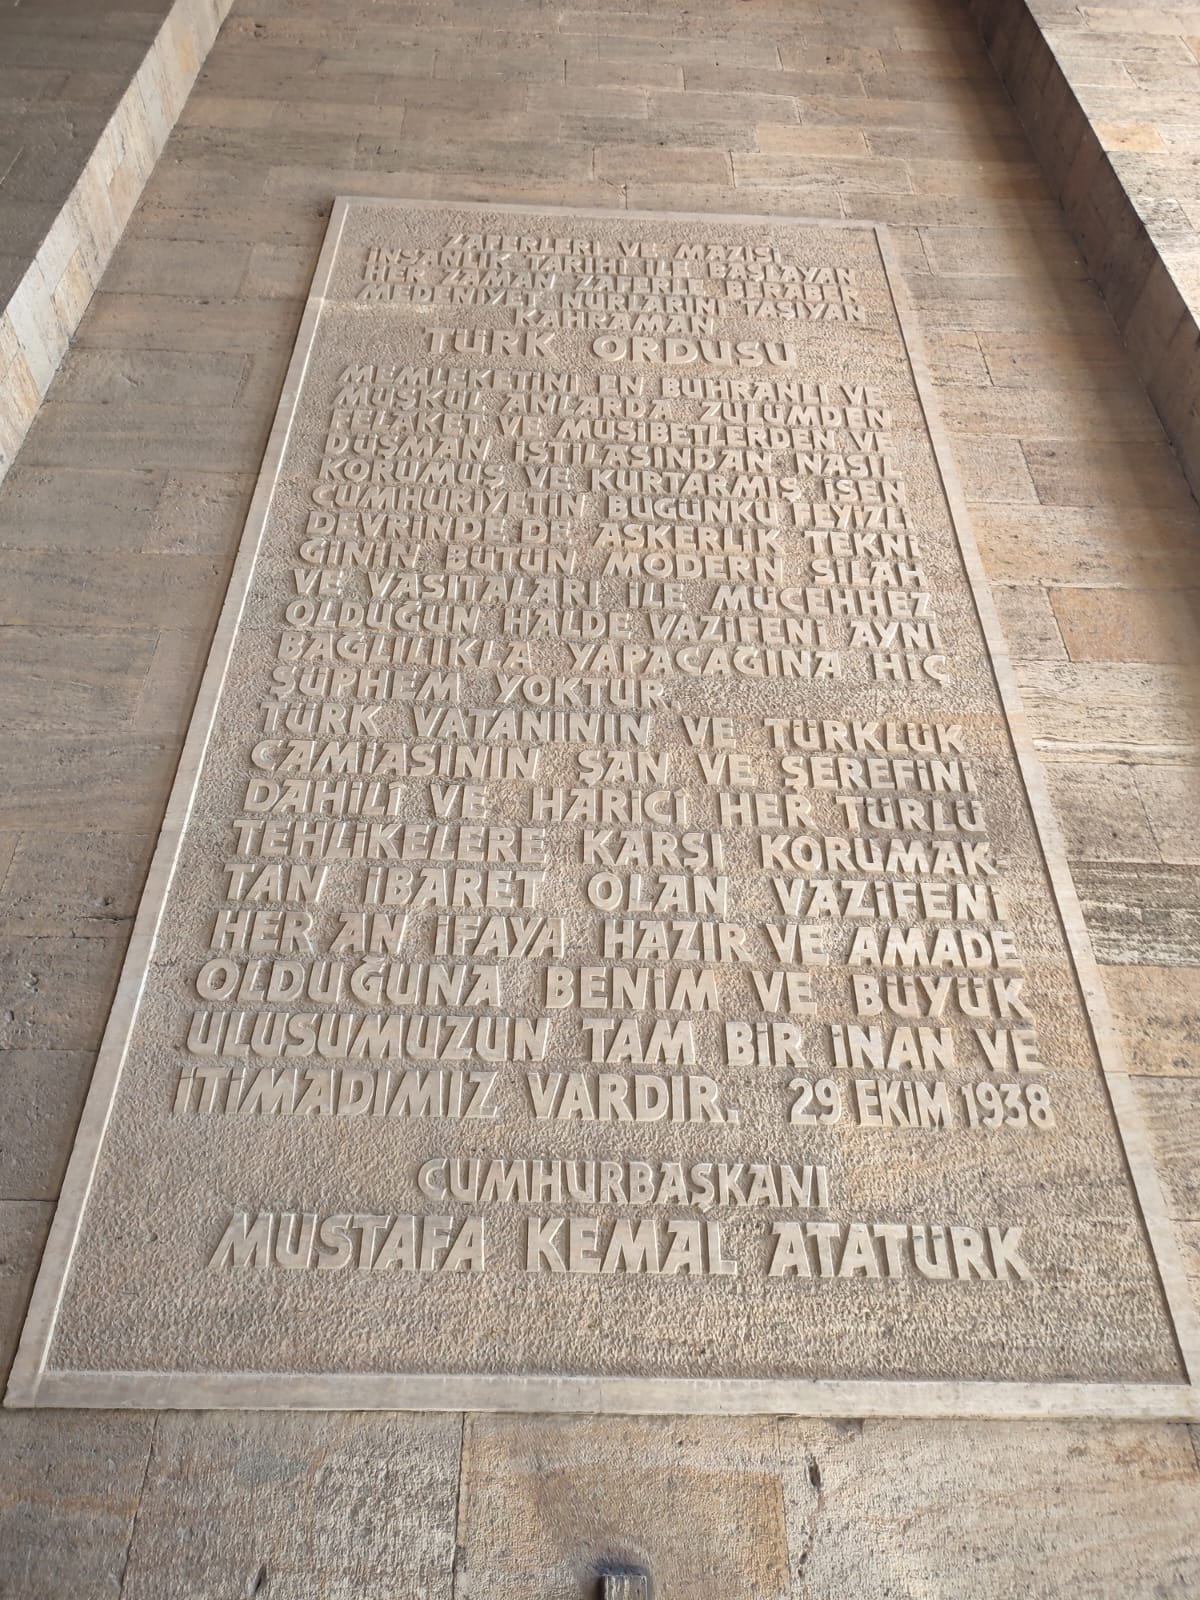 ZAFERLERİ VE MAZİSİ
İNSANLIK TARİHİ İLE BAŞLAYAN
HER ZAMAN ZAFERLE BERABER
MEDENİYET NURLARINI TAŞIYAN
KAHRAMAN
TÜRK ORDUSU
MEMLEKETİNİ EN BUHRANLI VE
MÜŞKÜL ANLARDA ZULÜMDEN
FELÂKET VE MUSİBETLERDEN VE
DÜŞMAN İSTİLASINDAN NASIL
KORUMUŞ VE KURTARMIŞ İSEN
CUMHURİYETİN BUGÜNKÜ FEYİZLİ
DEVRİNDE DE ASKERLİK TEKNİ
ĞİNİN BÜTÜN MODERN SİLAH
VE VASITALARI İLE MÜCEHHEZ
OLDUĞUN HALDE VAZİFENİ AYNI
BAĞLILIKLA YAPACAĞINA HİÇ
ŞÜPHEM YOKTUR.
TÜRK VATANININ VE TÜRKLÜK
CAMİASININ ŞAN VE ŞEREFİNİ
DAHİLÎ VE HARİCÎ HER TÜRLÜ
TEHLİKELERE KARŞI KORUMAK-
TAN İBARET OLAN VAZİFENİ
HER AN İFAYA HAZIR VE AMADE
OLDUĞUNA BENİM VE BÜYÜK
ULUSUMUZUN TAM BİR İNAN VE
İTİMADIMIZ VARDIR. 29 EKİM 1938
CUMHURBAŞKANI
MUSTAFA KEMAL ATATÜRK